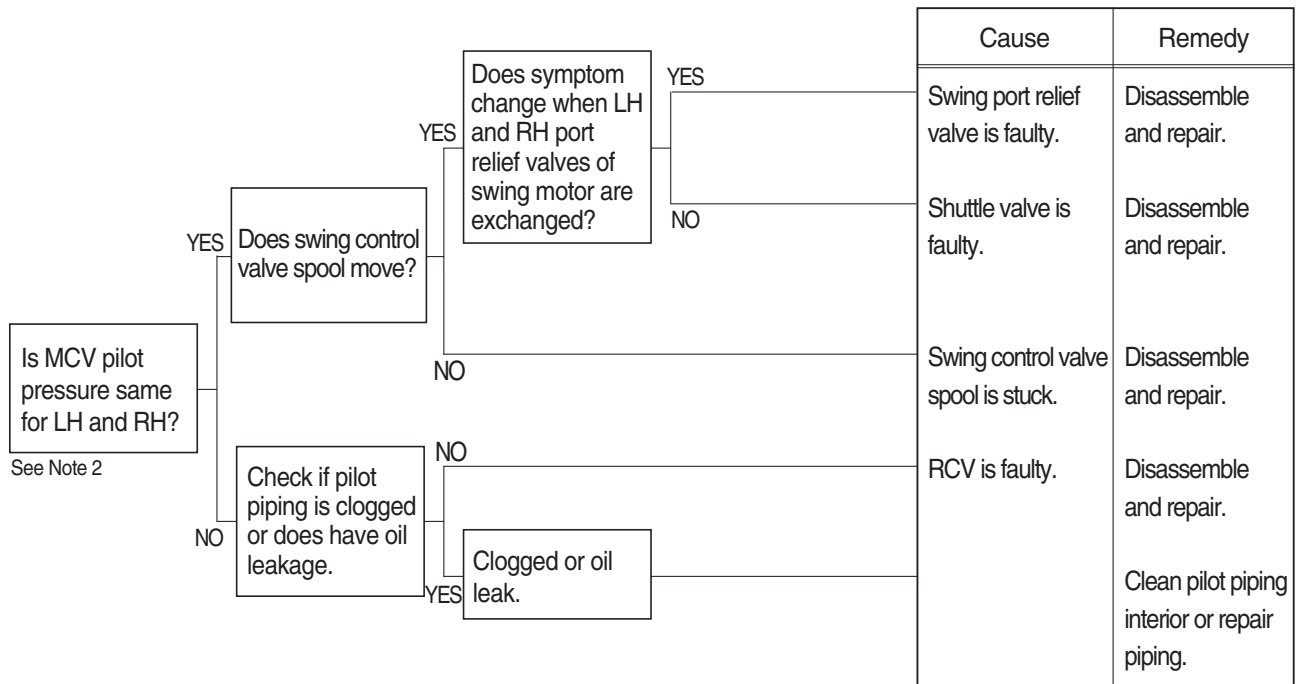 Is MCV pilot
pressure same
for LH and RH?
See Note 2
YES
Does swing control
valve spool move?
YES
Does symptom
change when LH
and RH port
relief valves of
swing motor are
exchanged?
YES
NO
NO
NO
Check if pilot
piping is clogged
or does have oil
leakage.
NO
YES
Clogged or oil
leak.
Cause
Remedy
Swing port relief
valve is faulty.
Disassemble
and repair.
Shuttle valve is
faulty.
Disassemble
and repair.
Swing control valve
spool is stuck.
Disassemble
and repair.
RCV is faulty.
Disassemble
and repair.
Clean pilot piping
interior or repair
piping.